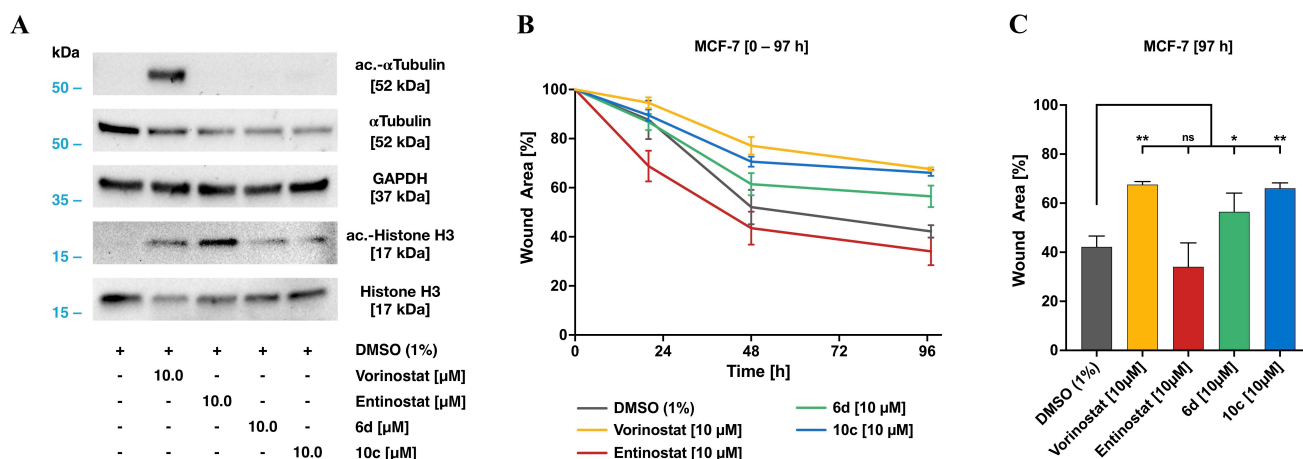 A
kDa
50 –
ac.-αTubulin
[52 kDa]
50 –
αTubulin
[52 kDa]
35 –
GAPDH
[37 kDa]
15 –
ac.-Histone H3
[17 kDa]
15 –
Histone H3
[17 kDa]
+ + + + + DMSO (1%)
- 10.0 - - - Vorinostat [µM]
- - 10.0 - - Entinostat [µM]
- - - 10.0 - 6d [µM]
- - - - 10.0 10c [µM]
B
MCF-7 [0 – 97 h]
Wound Area [%]
100
80
60
40
20
0
0 24 48 72 96
Time [h]
DMSO (1%)
Vorinostat [10 µM]
Entinostat [10 µM]
6d [10 µM]
10c [10 µM]
C
MCF-7 [97 h]
Wound Area [%]
100
80
60
40
20
0
** ns * **
DMSO (1%)
Vorinostat [10µM]
Entinostat [10µM]
6d [10µM]
10c [10µM]